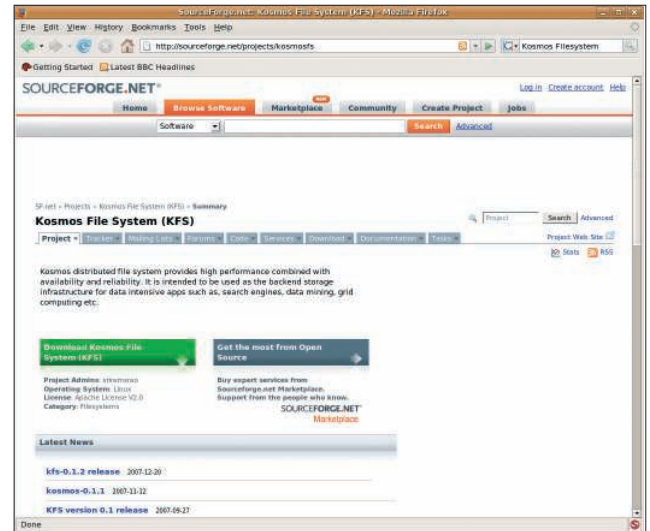 SourceForge.net: Kosmos File System (KFS) - Mozilla Firefox
File Edit View History Bookmarks Tools Help
http://sourceforge.net/projects/kosmosfs
Kosmos Filesystem
Getting Started Latest BBC Headlines
SOURCEFORGE.NET®
Log in Create account Help
Home Browse Software Marketplace Community Create Project Jobs
Software Search Advanced
SF.net » Projects » Kosmos File System (KFS) » Summary
Kosmos File System (KFS)
Project Search Advanced
Project Tracker Mailing Lists Forums Code Services Download Documentation Tasks
Project Web Site
Stats RSS
Kosmos distributed file system provides high performance combined with
availability and reliability. It is intended to be used as the backend storage
infrastructure for data intensive apps such as, search engines, data mining, grid
computing etc.
Download Kosmos File
System (KFS)
Get the most from Open
Source
Project Admins:
Operating System: Linux
License: Apache License V2.0
Category: Filesystems
Buy expert services from
Sourceforge.net Marketplace.
Support from the people who know.
SOURCEFORGE.NET®
Marketplace
Latest News
kfs-0.1.2 release 2007-12-20
kosmos-0.1.1 2007-11-12
KFS version 0.1 release 2007-09-27
Done